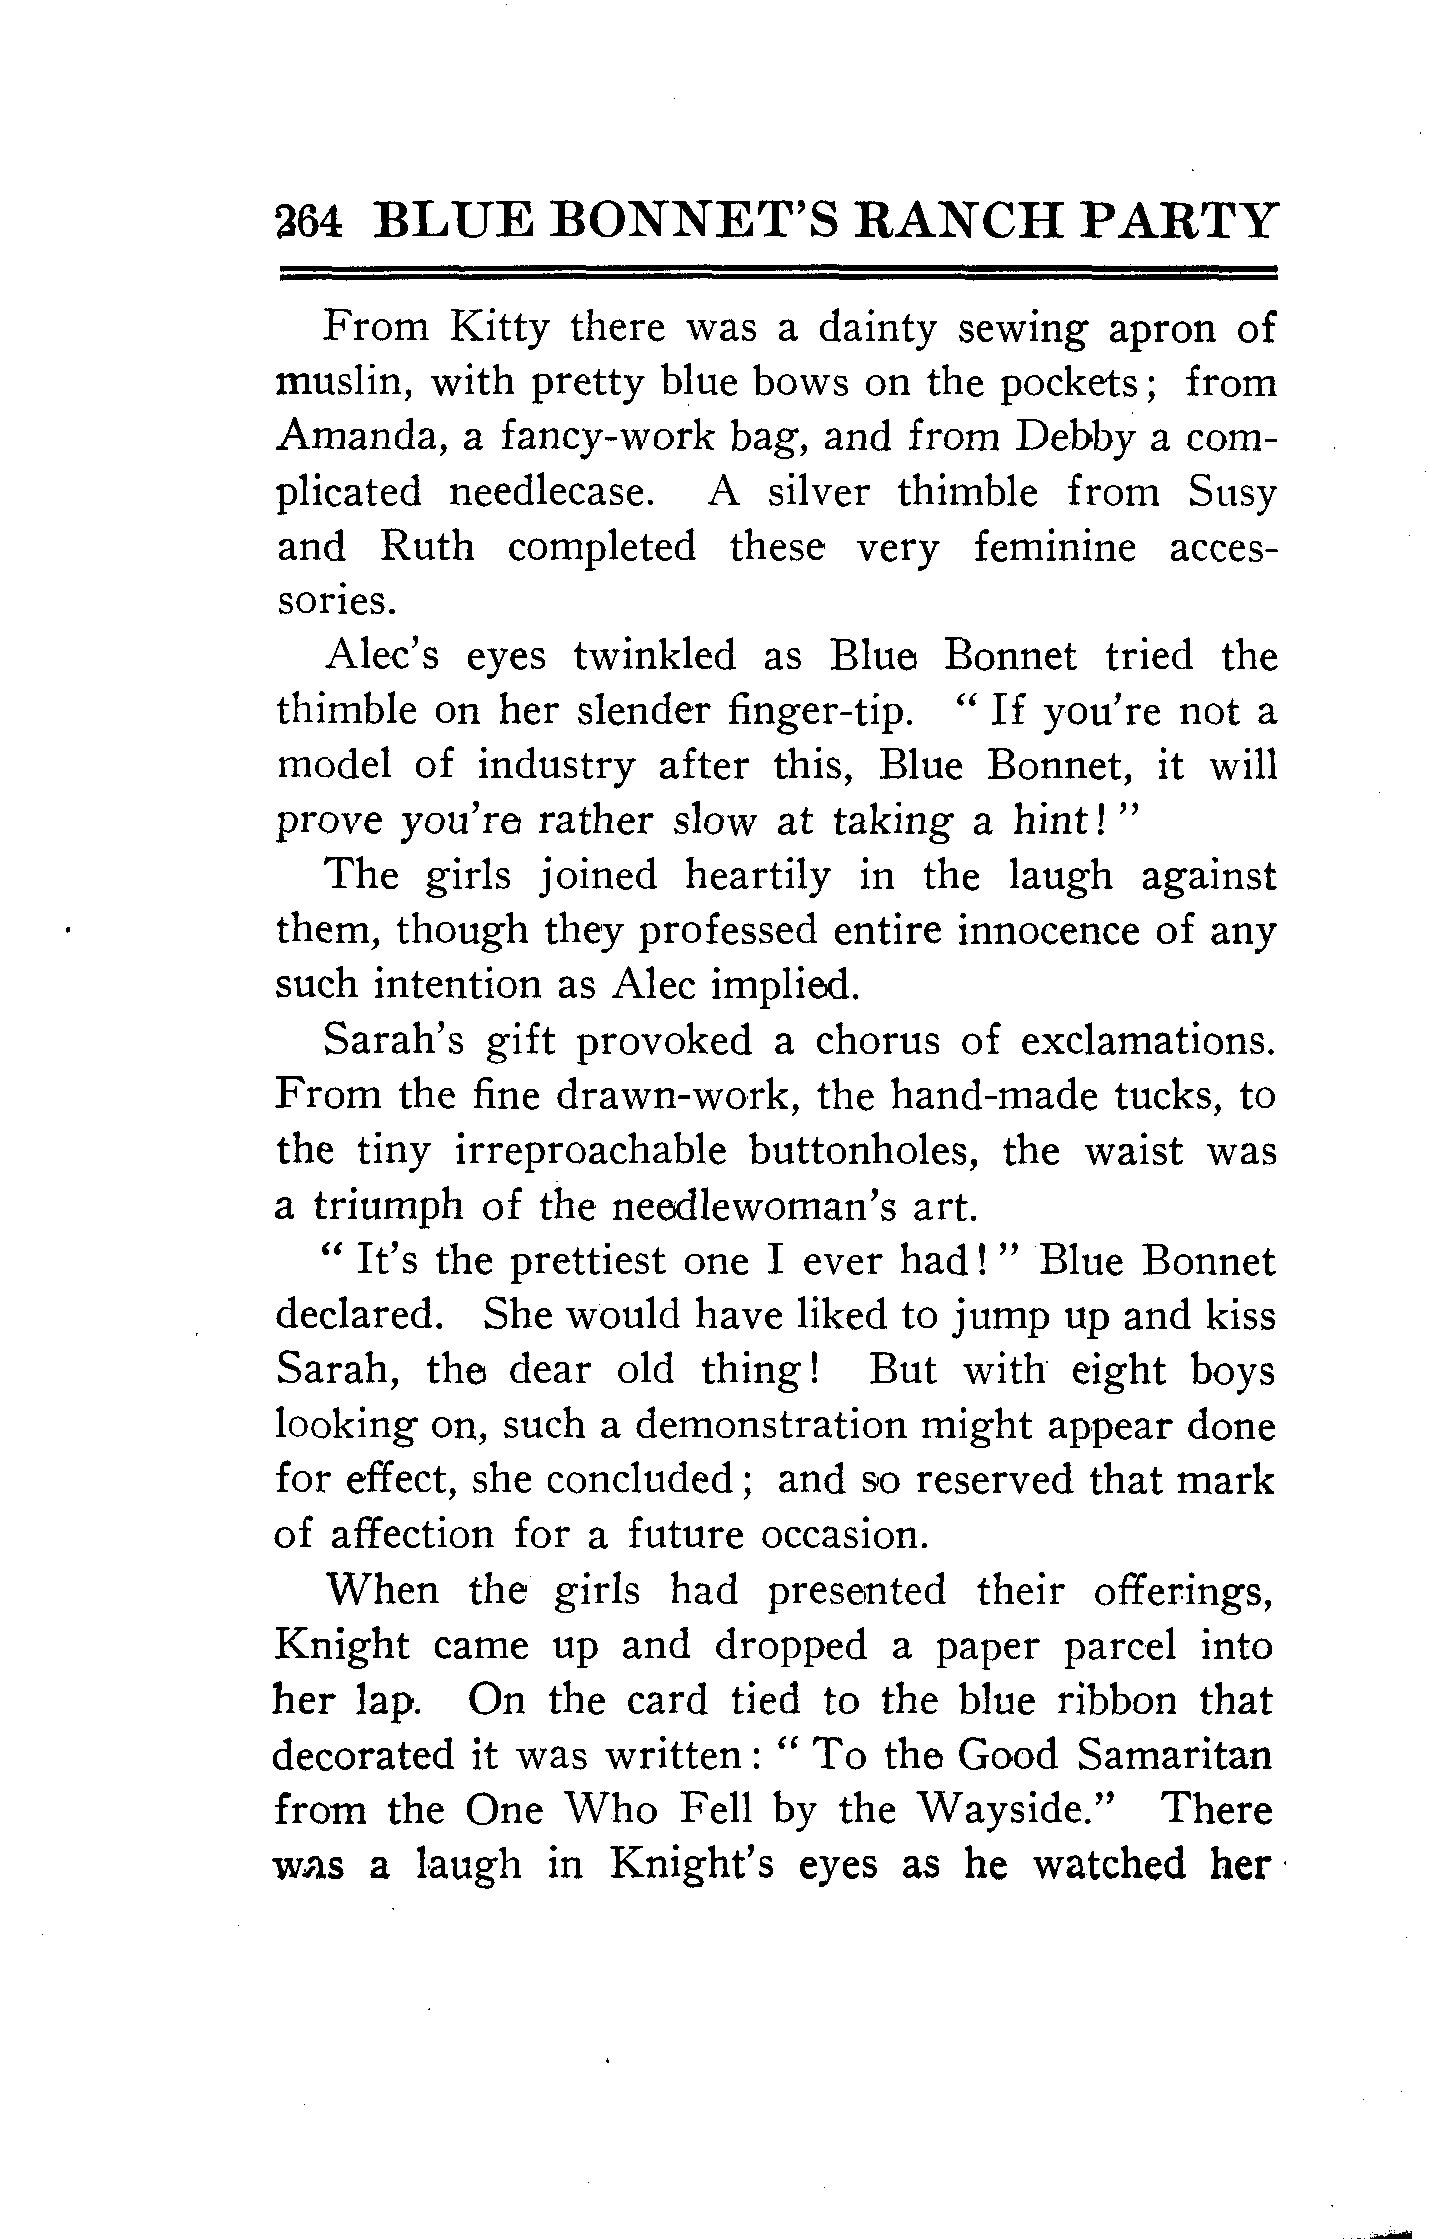 264 BLUE BONNET'S RANCH PARTY
From Kitty there was a dainty sewing apron of
muslin, with pretty blue bows on the pockets; from
Amanda, a fancy-work bag, and from Debby a com-
plicated needlecase. A silver thimble from Susy
and Ruth completed these very feminine acces-
sories.
Alec's eyes twinkled as Blue Bonnet tried the
thimble on her slender finger-tip. " If you're not a
model of industry after this, Blue Bonnet, it will
prove you're rather slow at taking a hint! "
The girls joined heartily in the laugh against
them, though they professed entire innocence of any
such intention as Alec implied.
Sarah's gift provoked a chorus of exclamations.
From the fine drawn-work, the hand-made tucks, to
the tiny irreproachable buttonholes, the waist was
a triumph of the needlewoman's art.
" It's the prettiest one I ever had! " Blue Bonnet
declared. She would have liked to jump up and kiss
Sarah, the dear old thing! But with eight boys
looking on, such a demonstration might appear done
for effect, she concluded; and so reserved that mark
of affection for a future occasion.
When the girls had presented their offerings,
Knight came up and dropped a paper parcel into
her lap. On the card tied to the blue ribbon that
decorated it was written: " To the Good Samaritan
from the One Who Fell by the Wayside." There
was a laugh in Knight's eyes as he watched her